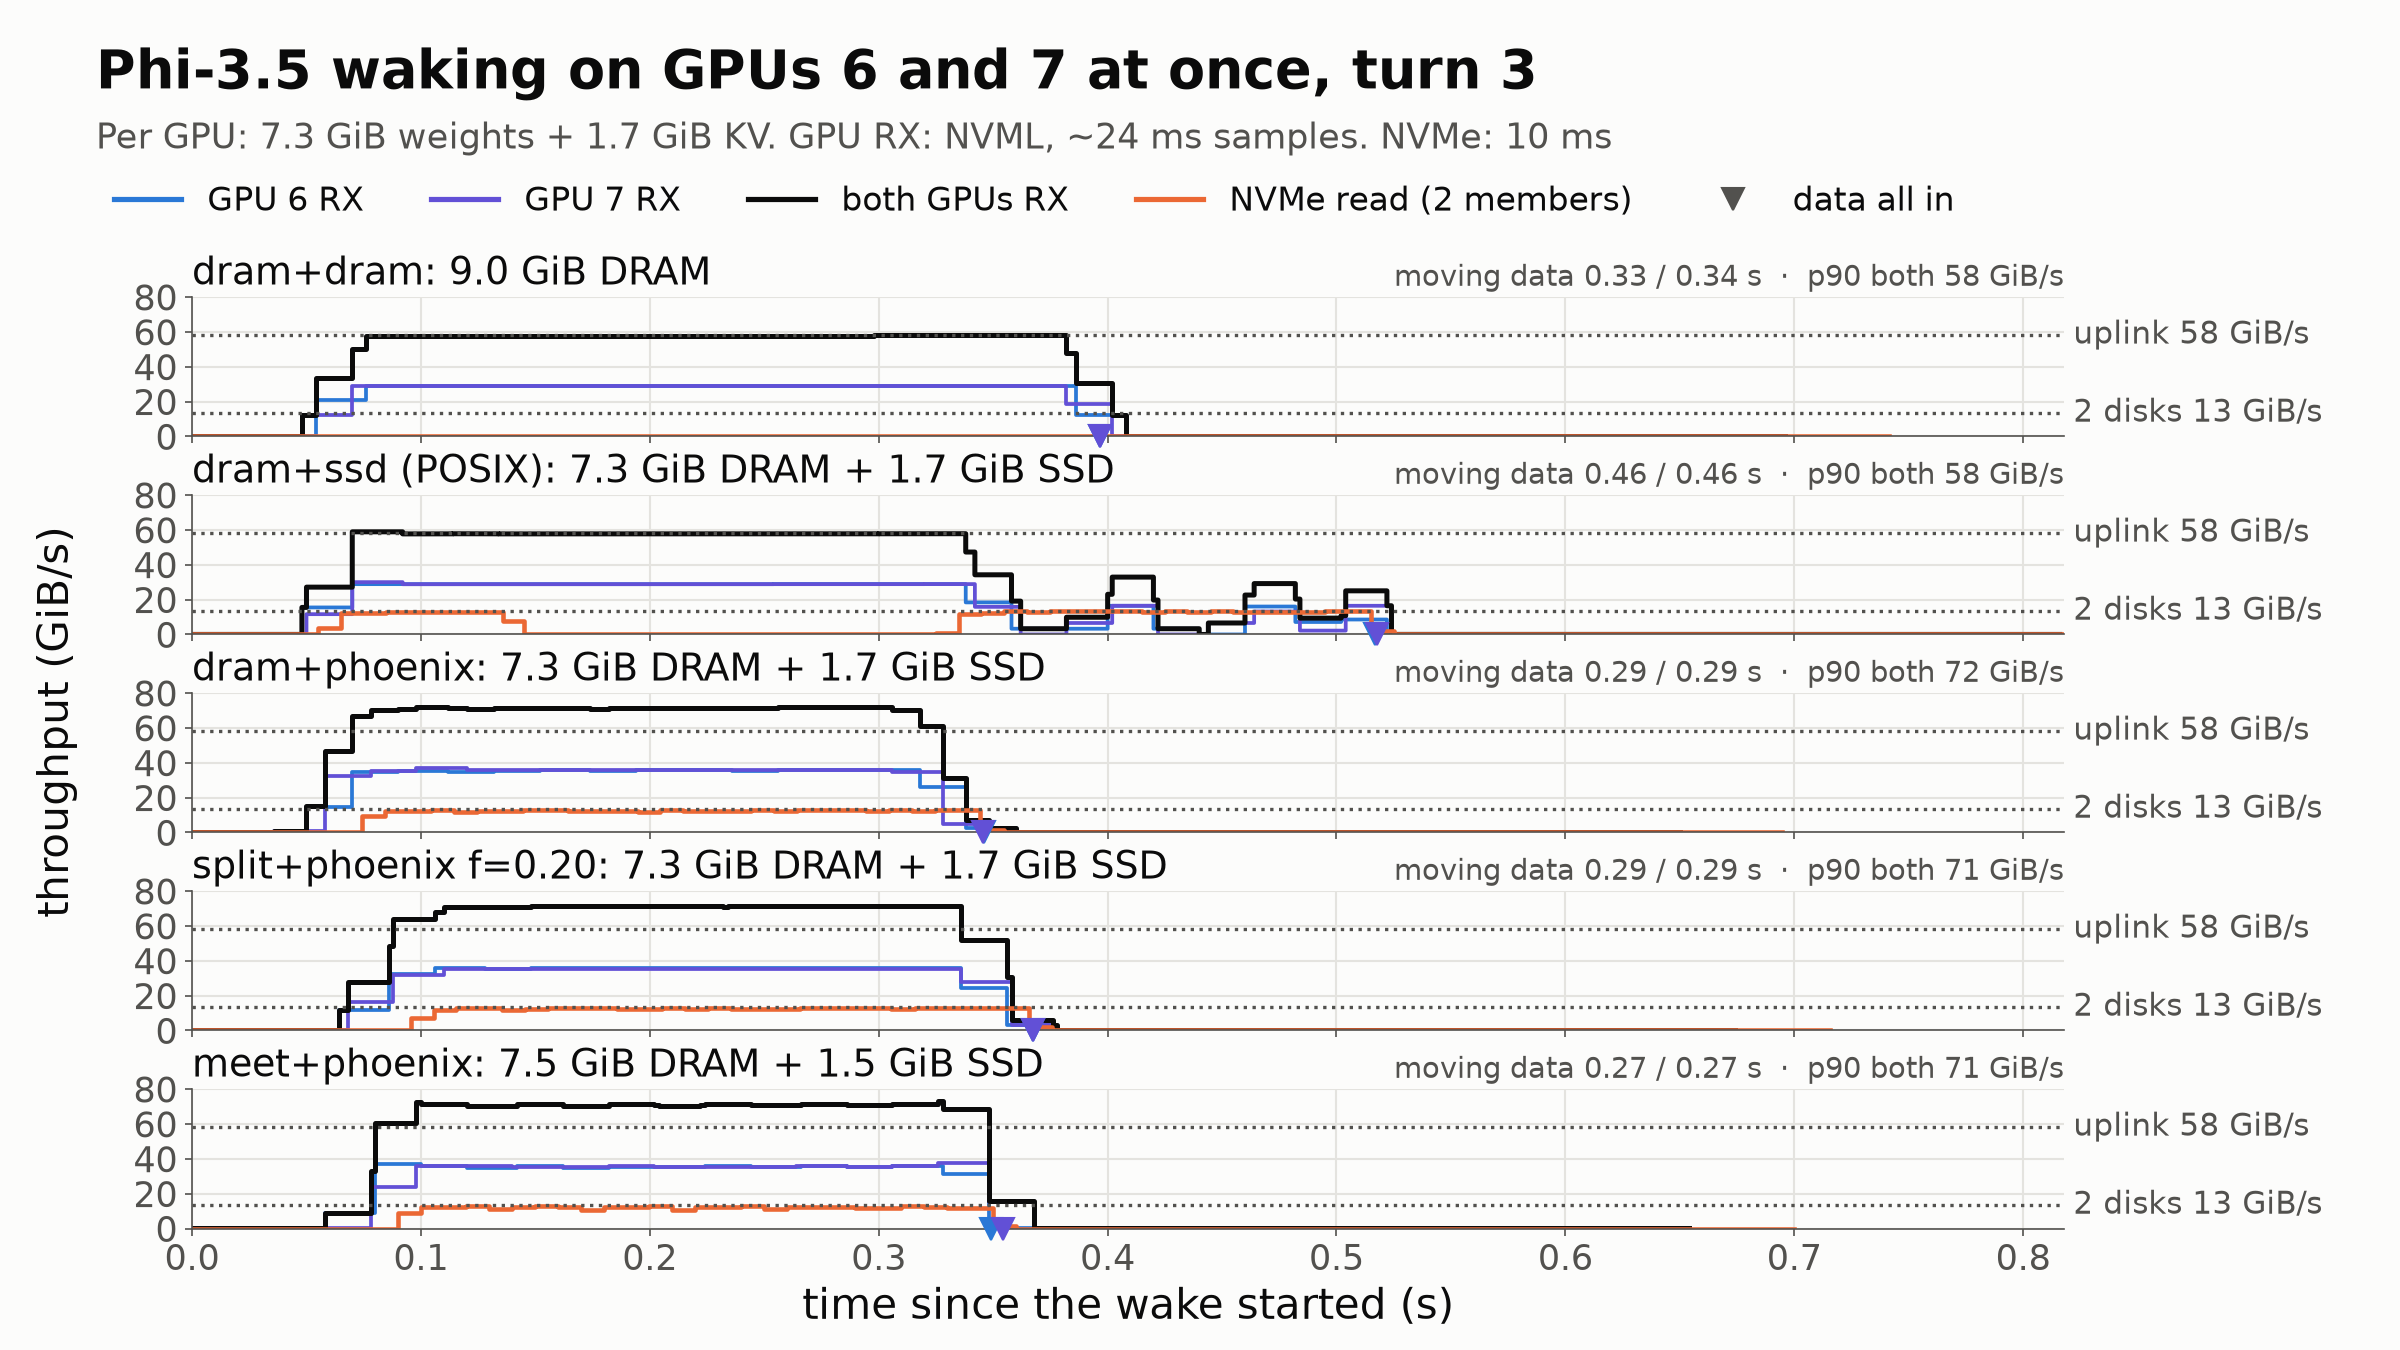 Phi-3.5 waking on GPUs 6 and 7 at once, turn 3
Per GPU: 7.3 GiB weights + 1.7 GiB KV. GPU RX: NVML, ~24 ms samples. NVMe: 10 ms
GPU 6 RX GPU 7 RX both GPUs RX NVMe read (2 members) data all in
dram+dram: 9.0 GiB DRAM moving data 0.33 / 0.34 s · p90 both 58 GiB/s
80
60 uplink 58 GiB/s
40
20 2 disks 13 GiB/s
0
dram+ssd (POSIX): 7.3 GiB DRAM + 1.7 GiB SSD moving data 0.46 / 0.46 s · p90 both 58 GiB/s
80
60 uplink 58 GiB/s
40
20 2 disks 13 GiB/s
0
dram+phoenix: 7.3 GiB DRAM + 1.7 GiB SSD moving data 0.29 / 0.29 s · p90 both 72 GiB/s
80
60 uplink 58 GiB/s
40
20 2 disks 13 GiB/s
0
split+phoenix f=0.20: 7.3 GiB DRAM + 1.7 GiB SSD moving data 0.29 / 0.29 s · p90 both 71 GiB/s
80
60 uplink 58 GiB/s
40
20 2 disks 13 GiB/s
0
meet+phoenix: 7.5 GiB DRAM + 1.5 GiB SSD moving data 0.27 / 0.27 s · p90 both 71 GiB/s
80
60 uplink 58 GiB/s
40
20 2 disks 13 GiB/s
0
0.0 0.1 0.2 0.3 0.4 0.5 0.6 0.7 0.8
time since the wake started (s)
throughput (GiB/s)